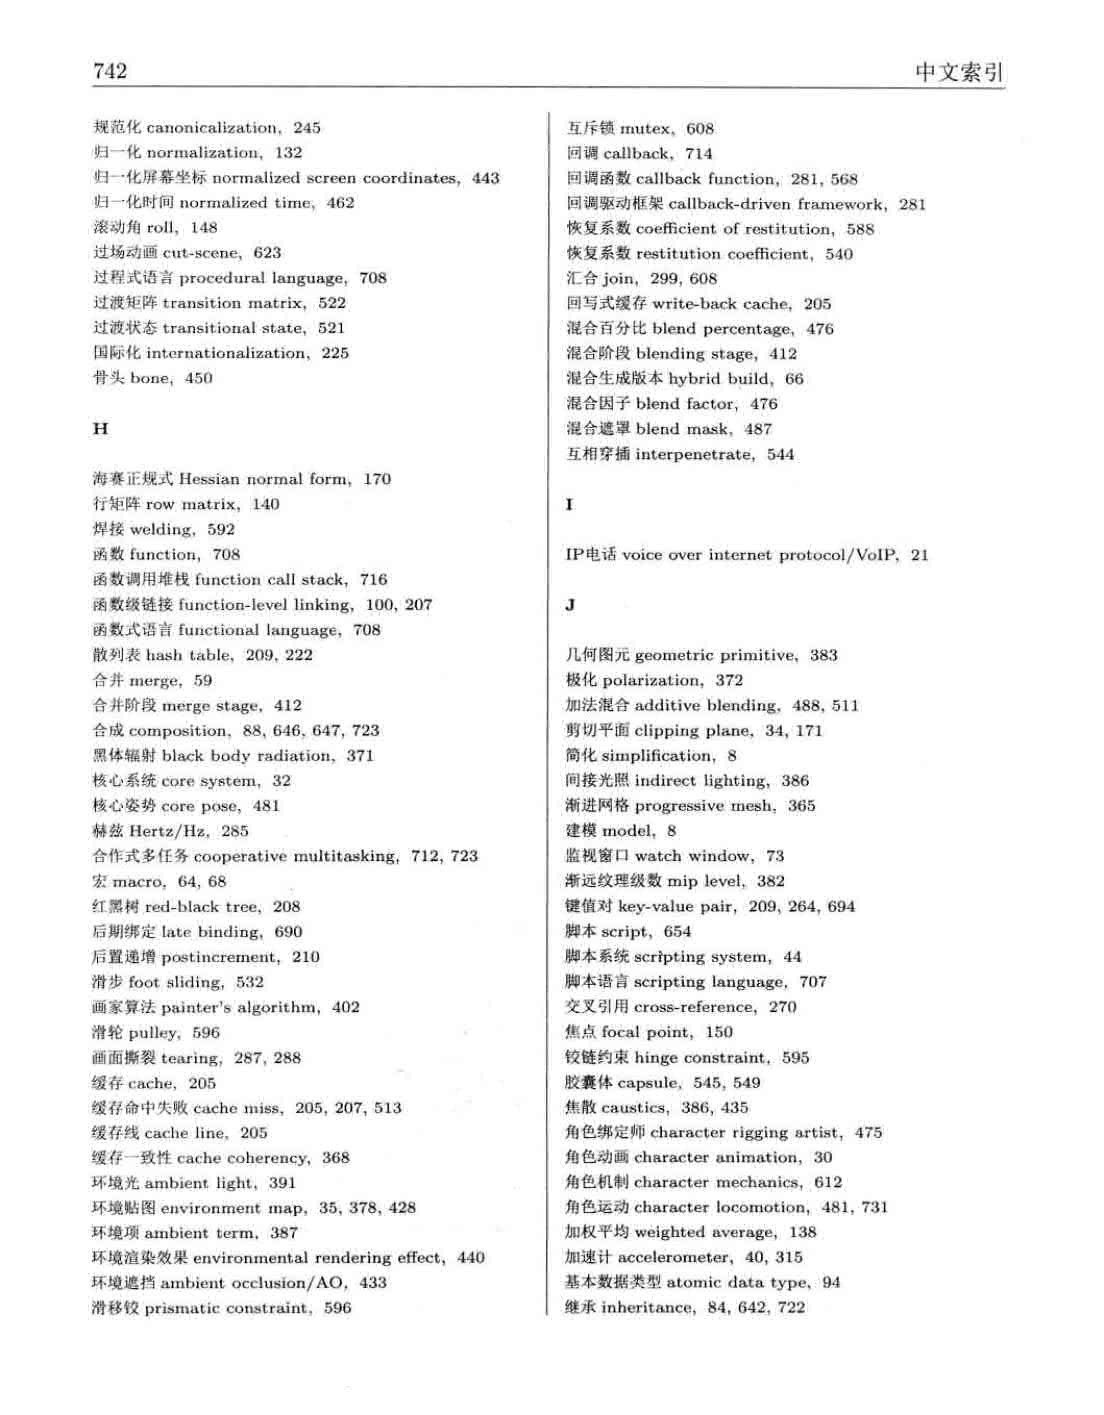 742
中文索引
规范化 canonicalization, 245
归一化 normalization, 132
归一化屏幕坐标 normalized screen coordinates, 443
归一化时间 normalized time, 462
滚动角 roll, 148
过场动画 cut-scene, 623
过程式语言 procedural language, 708
过渡矩阵 transition matrix, 522
过渡状态 transitional state, 521
国际化 internationalization, 225
骨头 bone, 450
H
海赛正规式 Hessian normal form, 170
行矩阵 row matrix, 140
焊接 welding, 592
函数 function, 708
函数调用堆栈 function call stack, 716
函数级链接 function-level linking, 100, 207
函数式语言 functional language, 708
散列表 hash table, 209, 222
合并 merge, 59
合并阶段 merge stage, 412
合成 composition, 88, 646, 647, 723
黑体辐射 black body radiation, 371
核心系统 core system, 32
核心姿势 core pose, 481
赫兹 Hertz/Hz, 285
合作式多任务 cooperative multitasking, 712, 723
宏 macro, 64, 68
红黑树 red-black tree, 208
后期绑定 late binding, 690
后置递增 postincrement, 210
滑步 foot sliding, 532
画家算法 painter's algorithm, 402
滑轮 pulley, 596
画面撕裂 tearing, 287, 288
缓存 cache, 205
缓存命中失败 cache miss, 205, 207, 513
缓存线 cache line, 205
缓存一致性 cache coherency, 368
环境光 ambient light, 391
环境贴图 environment map, 35, 378, 428
环境项 ambient term, 387
环境渲染效果 environmental rendering effect, 440
环境遮挡 ambient occlusion/AO, 433
滑移铰 prismatic constraint, 596
互斥锁 mutex, 608
回调 callback, 714
回调函数 callback function, 281, 568
回调驱动框架 callback-driven framework, 281
恢复系数 coefficient of restitution, 588
恢复系数 restitution coefficient, 540
汇合 join, 299, 608
回写式缓存 write-back cache, 205
混合百分比 blend percentage, 476
混合阶段 blending stage, 412
混合生成版本 hybrid build, 66
混合因子 blend factor, 476
混合遮罩 blend mask, 487
互相穿插 interpenetrate, 544
I
IP电话 voice over internet protocol/VoIP, 21
J
几何图元 geometric primitive, 383
极化 polarization, 372
加法混合 additive blending, 488, 511
剪切平面 clipping plane, 34, 171
简化 simplification, 8
间接光照 indirect lighting, 386
渐进网格 progressive mesh, 365
建模 model, 8
监视窗口 watch window, 73
渐远纹理级数 mip level, 382
键值对 key-value pair, 209, 264, 694
脚本 script, 654
脚本系统 scripting system, 44
脚本语言 scripting language, 707
交叉引用 cross-reference, 270
焦点 focal point, 150
铰链约束 hinge constraint, 595
胶囊体 capsule, 545, 549
焦散 caustics, 386, 435
角色绑定师 character rigging artist, 475
角色动画 character animation, 30
角色机制 character mechanics, 612
角色运动 character locomotion, 481, 731
加权平均 weighted average, 138
加速计 accelerometer, 40, 315
基本数据类型 atomic data type, 94
继承 inheritance, 84, 642, 722